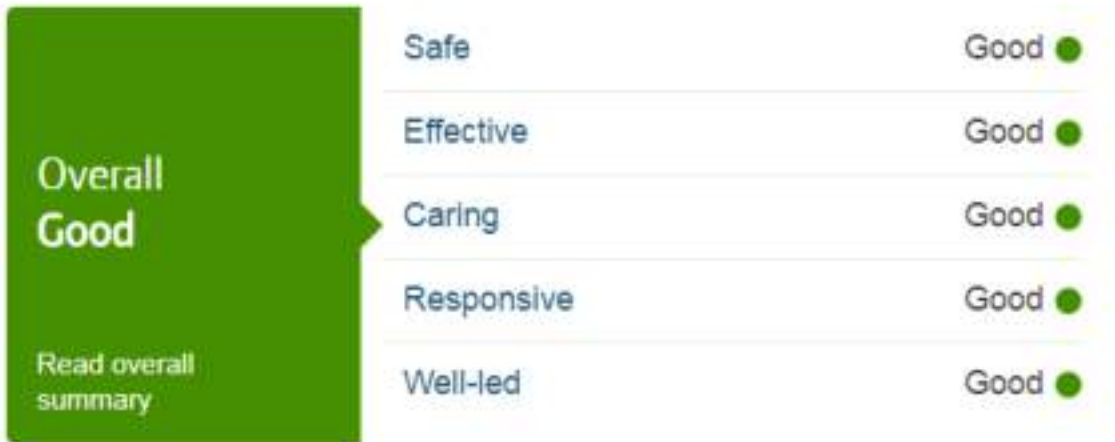 Overall
Good
Read overall
summary
Safe Good
Effective Good
Caring Good
Responsive Good
Well-led Good